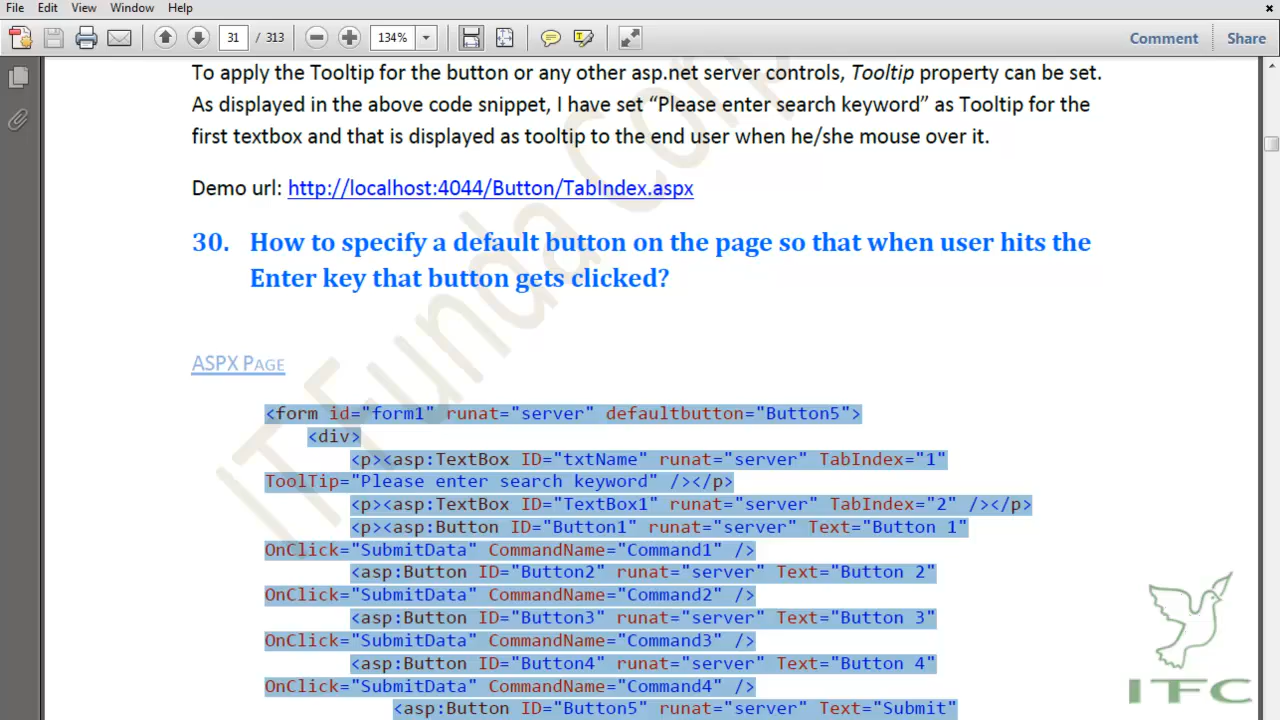 File Edit View Window Help
31 / 313 134% Comment Share
To apply the Tooltip for the button or any other asp.net server controls, Tooltip property can be set.
As displayed in the above code snippet, I have set “Please enter search keyword” as Tooltip for the
first textbox and that is displayed as tooltip to the end user when he/she mouse over it.
Demo url: http://localhost:4044/Button/TabIndex.aspx
30. How to specify a default button on the page so that when user hits the
Enter key that button gets clicked?
ASPX PAGE
<form id="form1" runat="server" defaultbutton="Button5">
<div>
<p><asp:TextBox ID="txtName" runat="server" TabIndex="1"
ToolTip="Please enter search keyword" /></p>
<p><asp:TextBox ID="TextBox1" runat="server" TabIndex="2" /></p>
<p><asp:Button ID="Button1" runat="server" Text="Button 1"
OnClick="SubmitData" CommandName="Command1" />
<asp:Button ID="Button2" runat="server" Text="Button 2"
OnClick="SubmitData" CommandName="Command2" />
<asp:Button ID="Button3" runat="server" Text="Button 3"
OnClick="SubmitData" CommandName="Command3" />
<asp:Button ID="Button4" runat="server" Text="Button 4"
OnClick="SubmitData" CommandName="Command4" />
<asp:Button ID="Button5" runat="server" Text="Submit"
IT Funda Corp
ITFC